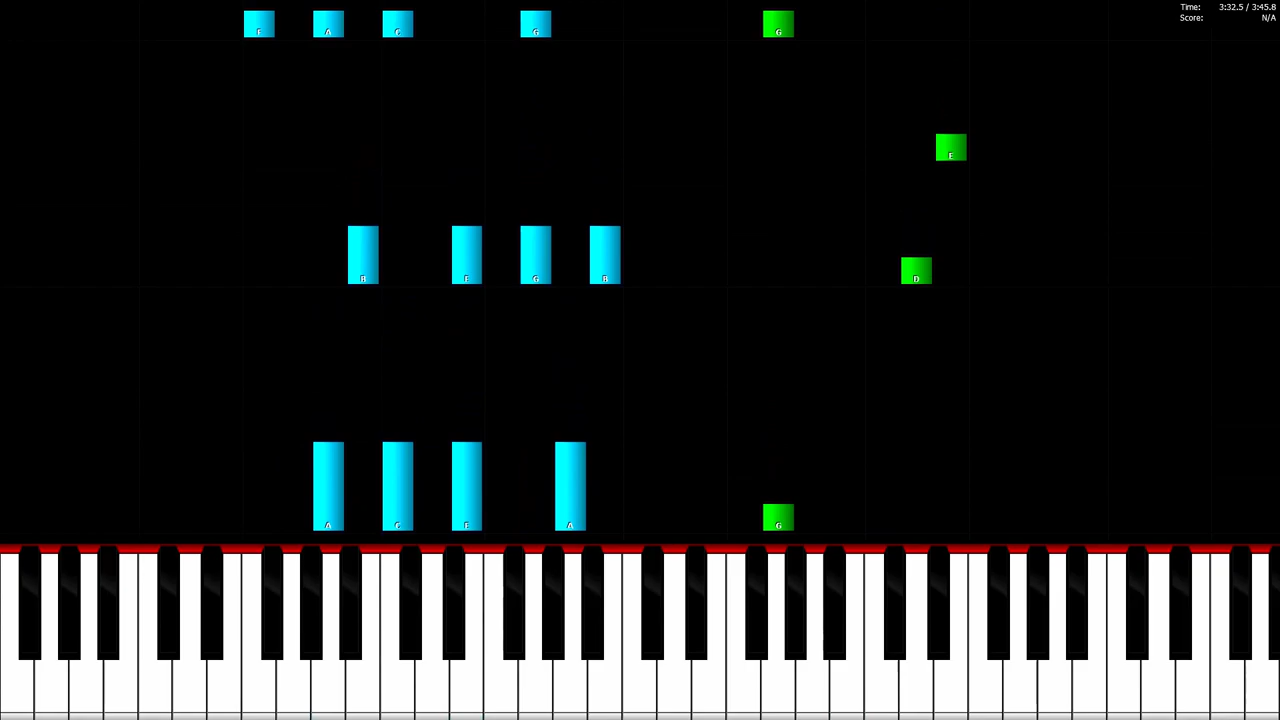 Time: 3:32.5 / 3:45.8
Score: N/A
F A C G G
E
B E G B
D
A C E A G